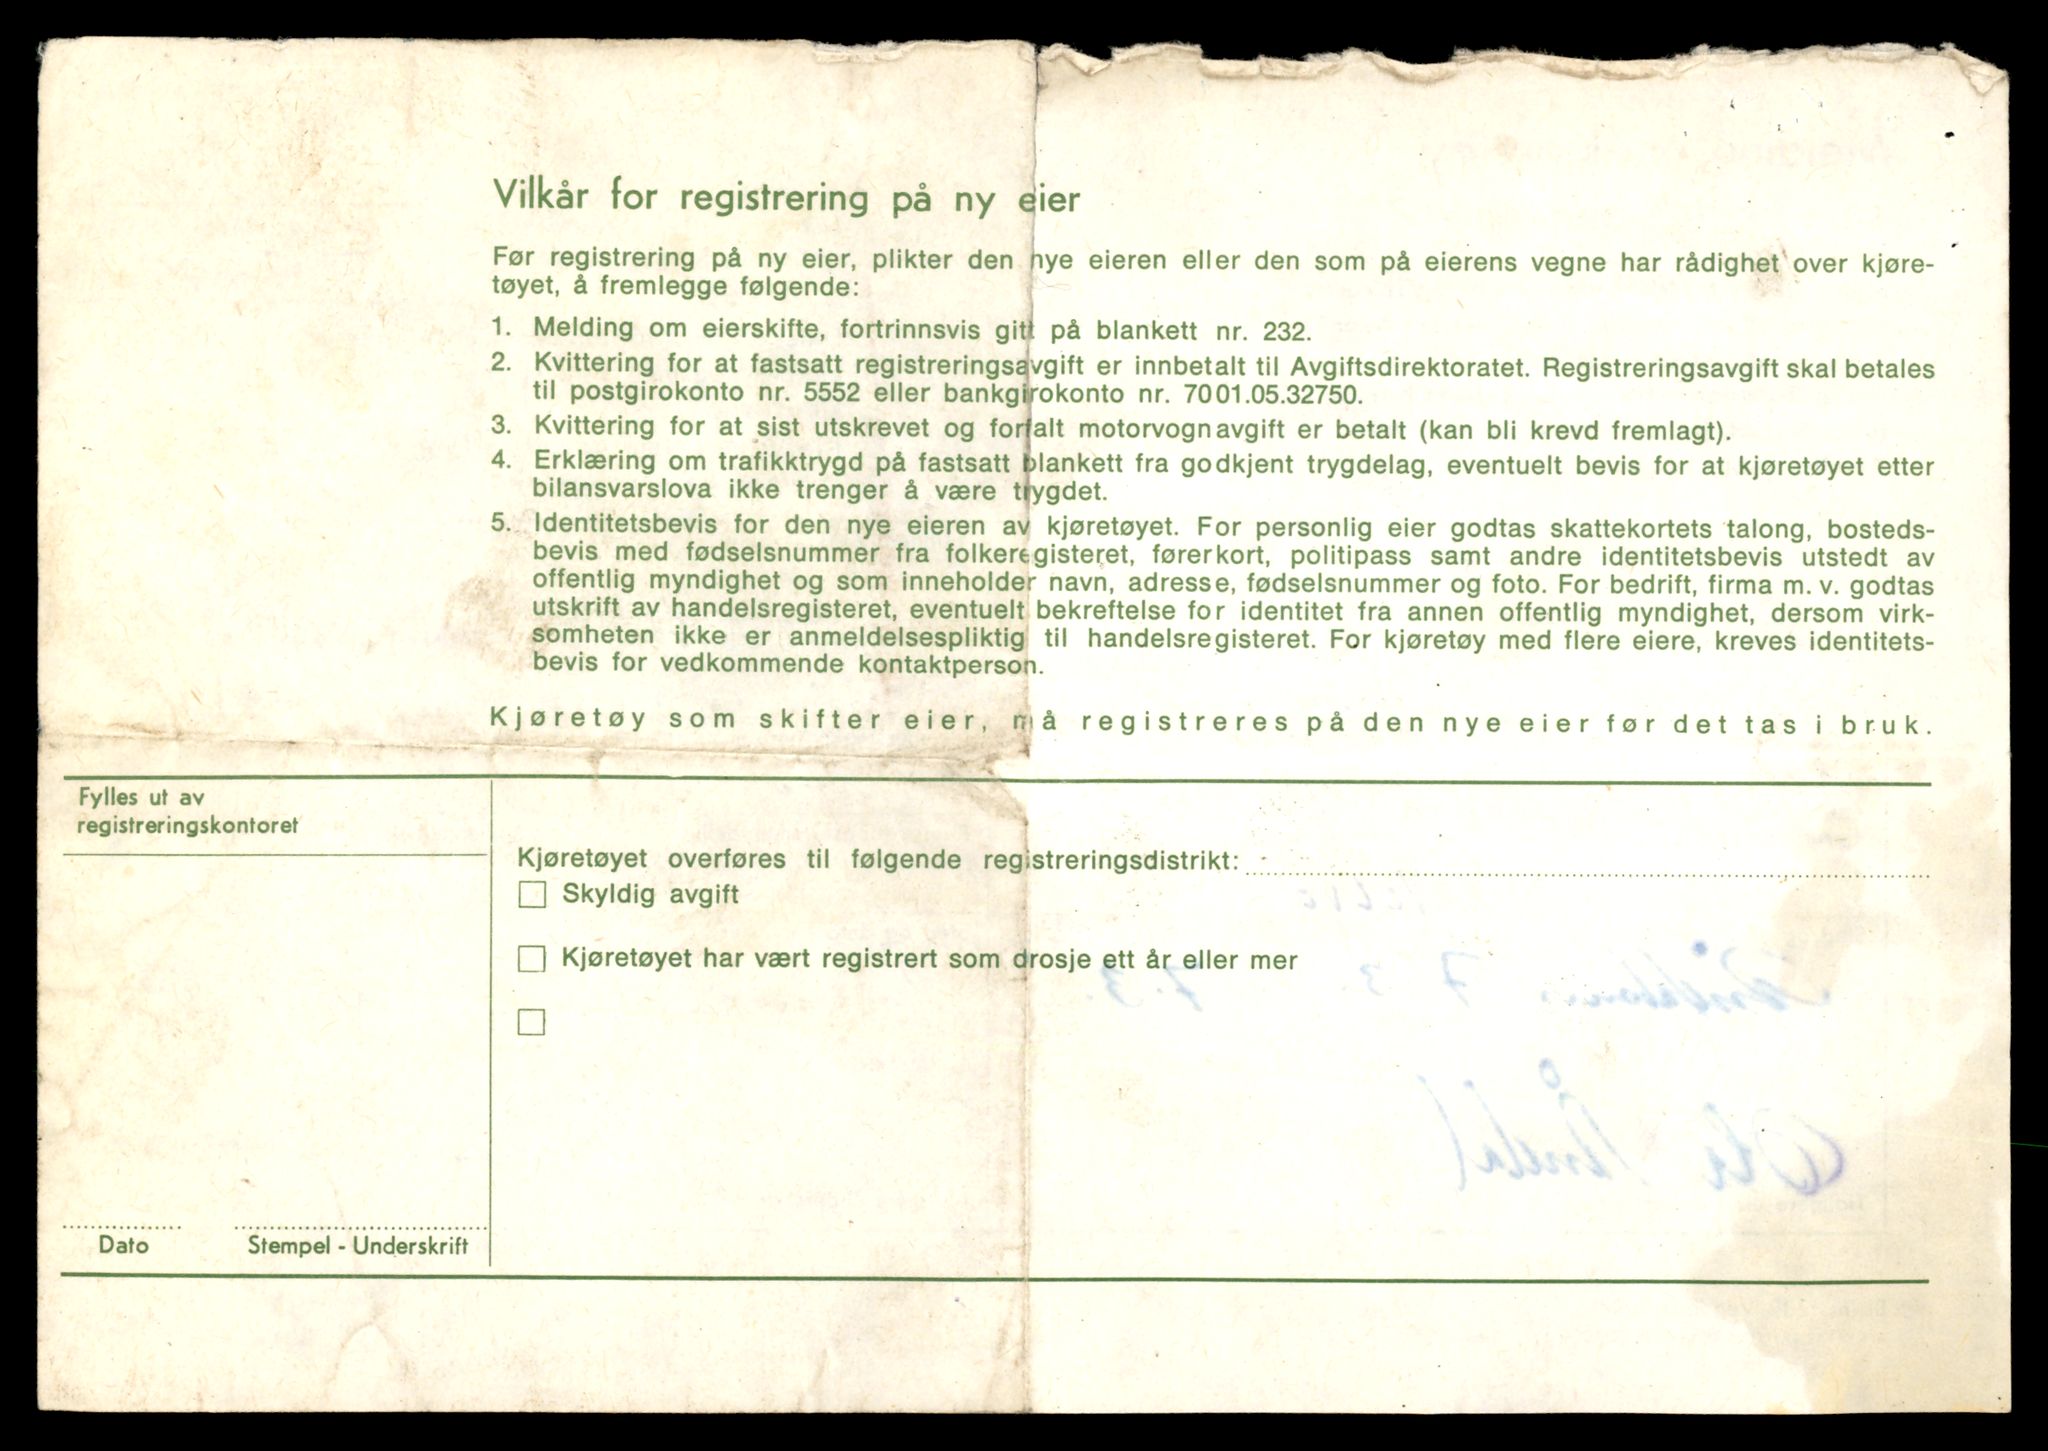 Vilkår for registrering på ny eier
Før registrering på ny eier, plikter den nye eieren eller den som på eierens vegne har rådighet over kjøre-
tøyet, å fremlegge følgende:
1. Melding om eierskifte, fortrinnsvis gitt på blankett nr. 232.
2. Kvittering for at fastsatt registreringsavgift er innbetalt til Avgiftsdirektoratet. Registreringsavgift skal betales
til postgirokonto nr. 5552 eller bankgirokonto nr. 7001.05.32750.
3. Kvittering for at sist utskrevet og forfalt motorvognavgift er betalt (kan bli krevd fremlagt).
4. Erklæring om trafikktrygd på fastsatt blankett fra godkjent trygdelag, eventuelt bevis for at kjøretøyet etter
bilansvarslova ikke trenger å være trygdet.
5. Identitetsbevis for den nye eieren av kjøretøyet. For personlig eier godtas skattekortets talong, bosteds-
bevis med fødselsnummer fra folkeregisteret, førerkort, politipass samt andre identitetsbevis utstedt av
offentlig myndighet og som inneholder navn, adresse, fødselsnummer og foto. For bedrift, firma m. v. godtas
utskrift av handelsregisteret, eventuelt bekreftelse for identitet fra annen offentlig myndighet, dersom virk-
somheten ikke er anmeldelsespliktig til handelsregisteret. For kjøretøy med flere eiere, kreves identitets-
bevis for vedkommende kontaktperson.
Kjøretøy som skifter eier, må registreres på den nye eier før det tas i bruk.
Fylles ut av
registreringskontoret
Kjøretøyet overføres til følgende registreringsdistrikt:
Skyldig avgift
Kjøretøyet har vært registrert som drosje ett år eller mer
Dato Stempel - Underskrift